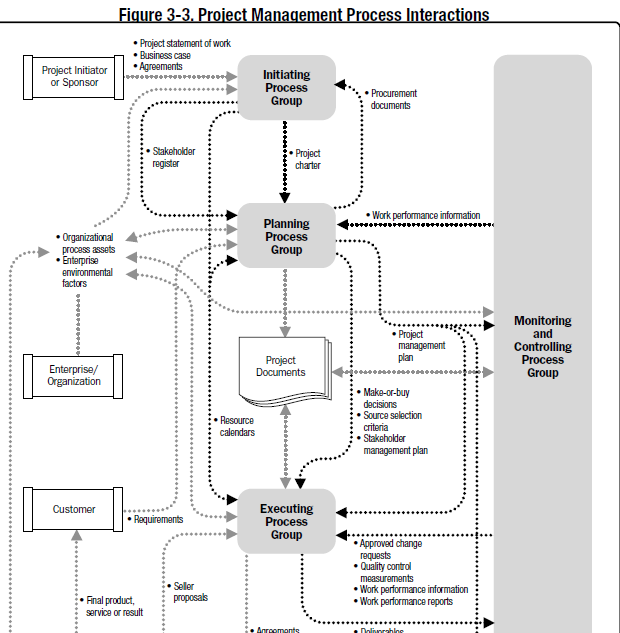 Figure 3-3. Project Management Process Interactions
• Project statement of work
• Business case
• Agreements
Project Initiator
or Sponsor
Initiating
Process
Group
• Procurement
documents
• Stakeholder
register
• Project
charter
• Work performance information
Planning
Process
Group
• Organizational
process assets
• Enterprise
environmental
factors
Monitoring
and
Controlling
Process
Group
• Project
management
plan
Project
Documents
Enterprise/
Organization
• Make-or-buy
decisions
• Source selection
criteria
• Stakeholder
management plan
• Resource
calendars
Customer
• Requirements
Executing
Process
Group
• Approved change
requests
• Quality control
measurements
• Work performance information
• Work performance reports
• Seller
proposals
• Final product,
service or result
• Agreements
• Deliverables